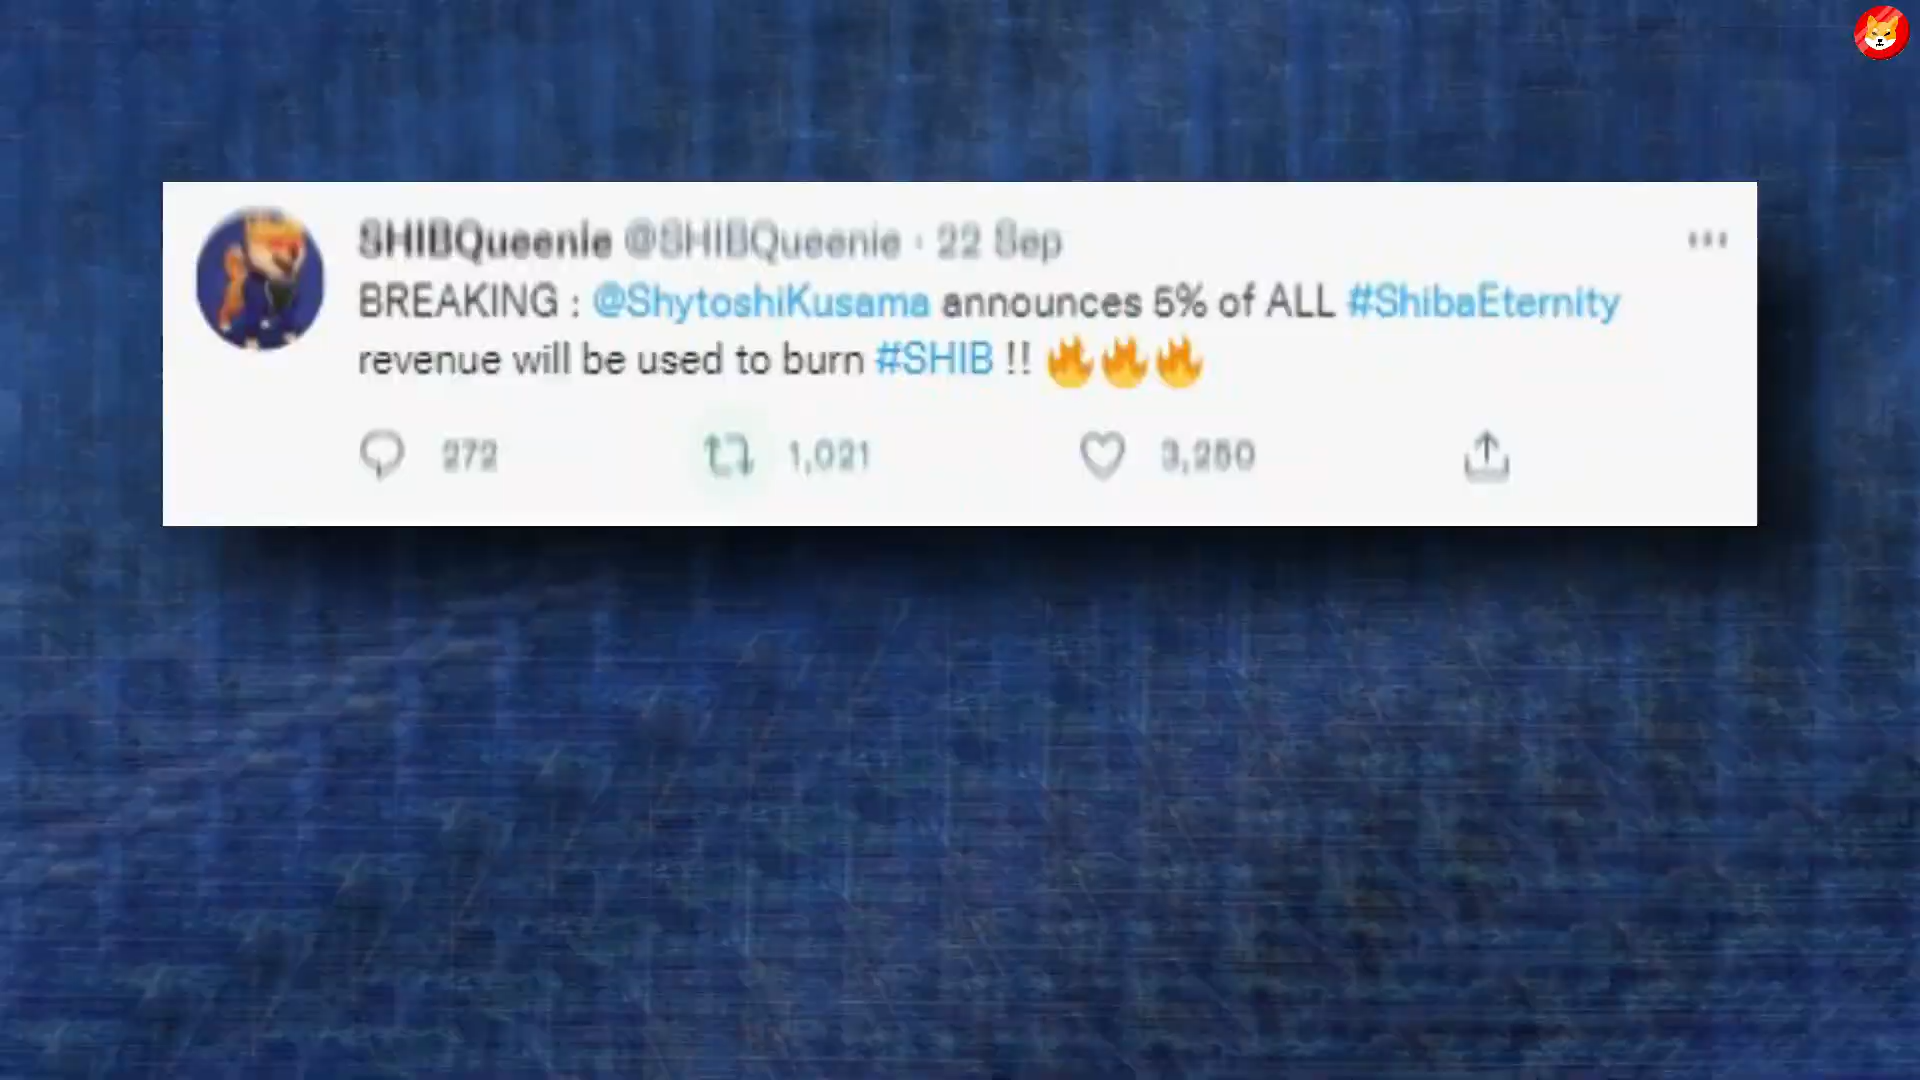 SHIBQueenie @SHIBQueenie · 22 Sep
BREAKING : @ShytoshiKusama announces 5% of ALL #ShibaEternity
revenue will be used to burn #SHIB !! 🔥🔥🔥
272 1,021 3,250